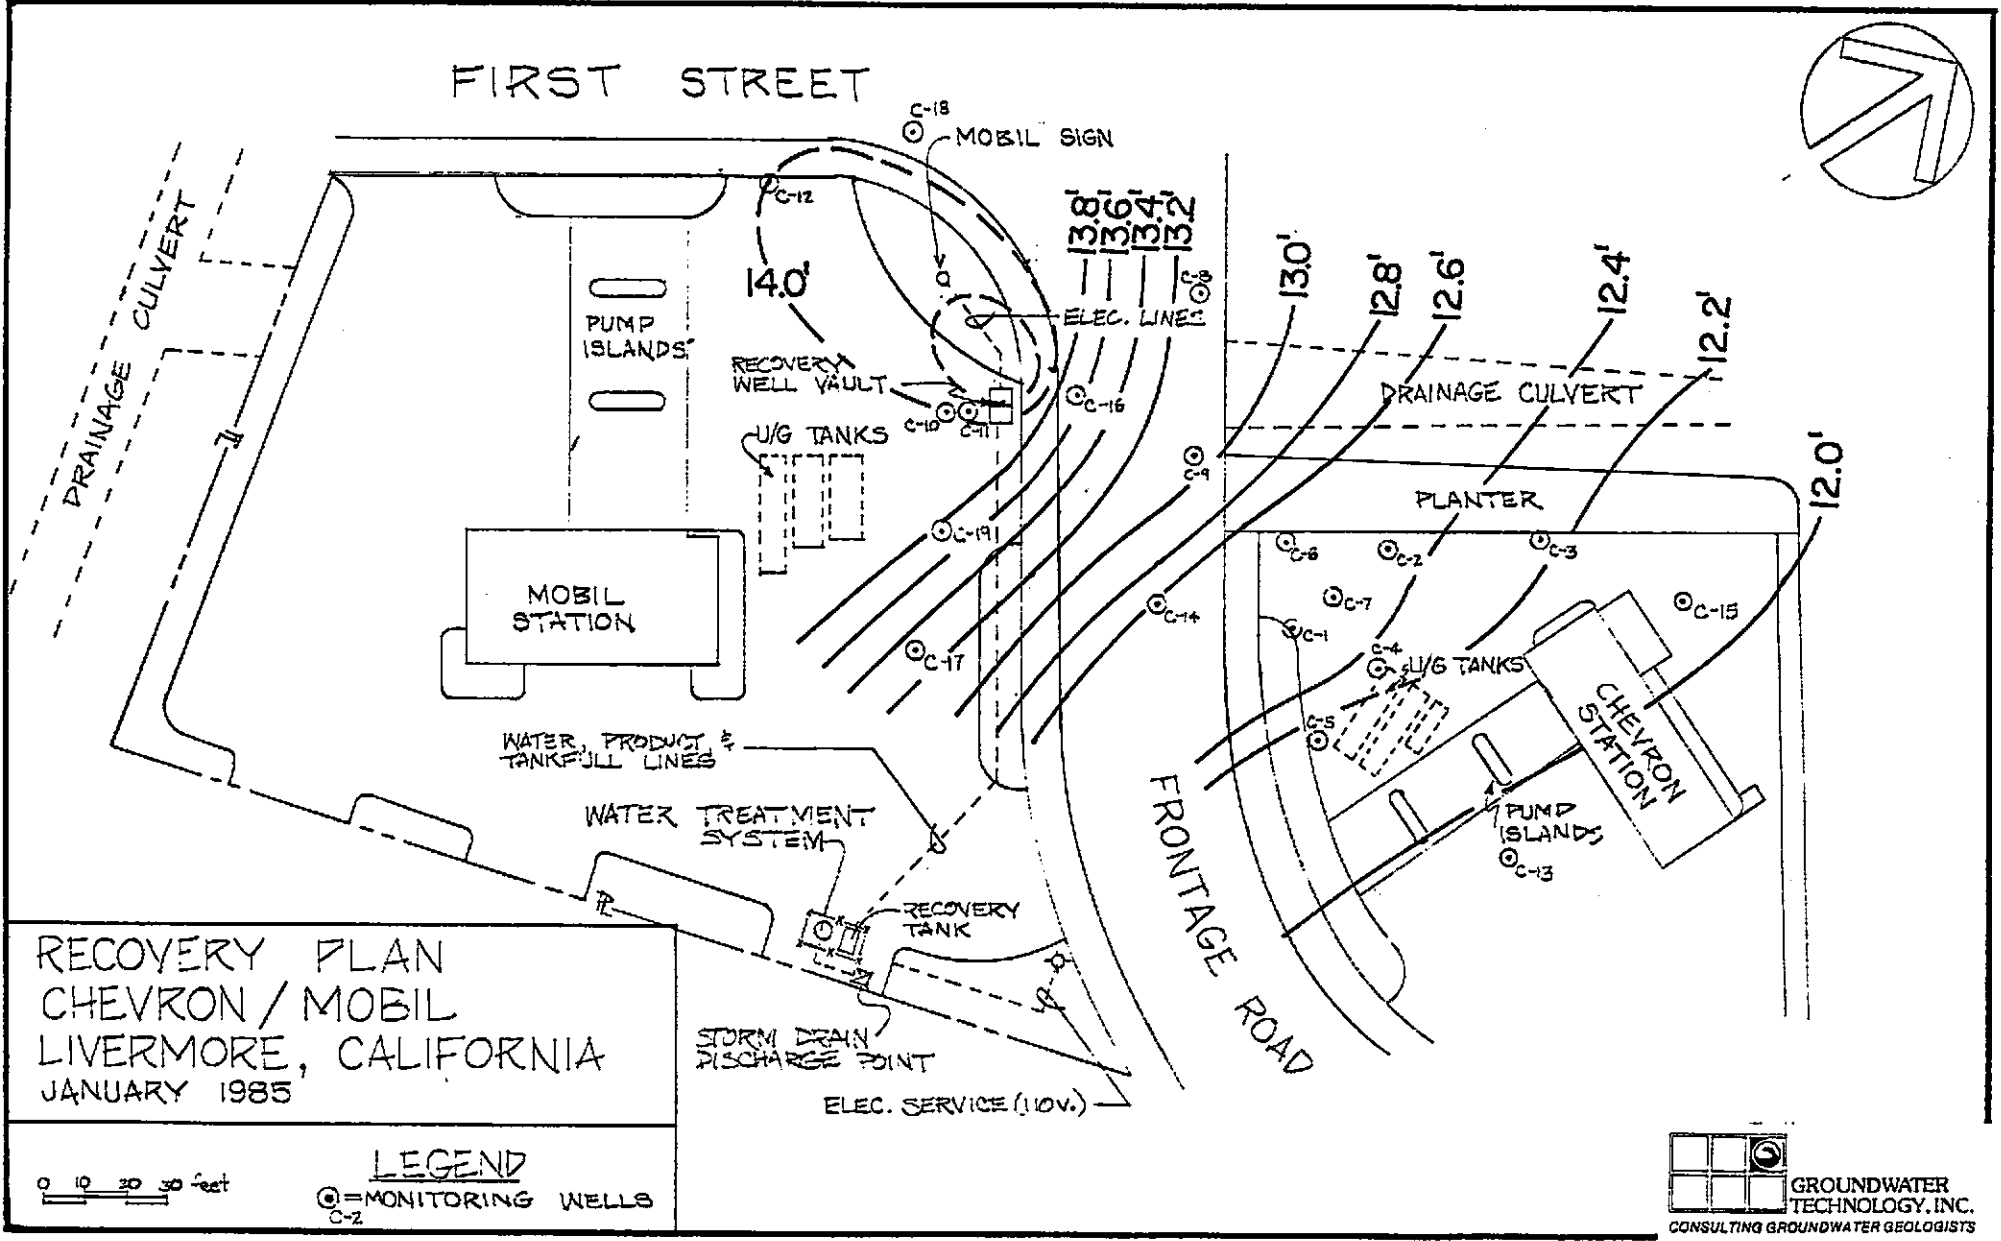 FIRST STREET
C-18
MOBIL SIGN
C-12
13.8'
13.6'
13.4'
13.2'
C-8
13.0'
12.8'
12.6'
12.4'
12.2'
12.0'
14.0'
DRAINAGE CULVERT
PUMP
ISLANDS
ELEC. LINES
RECOVERY
WELL VAULT
C-10
C-11
C-16
DRAINAGE CULVERT
U/G TANKS
C-9
PLANTER
C-19
C-6
C-2
C-3
C-7
C-15
C-14
C-1
MOBIL
STATION
C-17
C-4
U/G TANKS
CHEVRON
STATION
C-5
WATER, PRODUCT, &
TANKFULL LINES
WATER TREATMENT
SYSTEM
FRONTAGE ROAD
PUMP
ISLANDS
C-13
PL
RECOVERY
TANK
STORM DRAIN
DISCHARGE POINT
ELEC. SERVICE (110V.)
RECOVERY PLAN
CHEVRON / MOBIL
LIVERMORE, CALIFORNIA
JANUARY 1985
LEGEND
0 10 20 30 feet
=MONITORING WELLS
C-2
GROUNDWATER
TECHNOLOGY, INC.
CONSULTING GROUNDWATER GEOLOGISTS